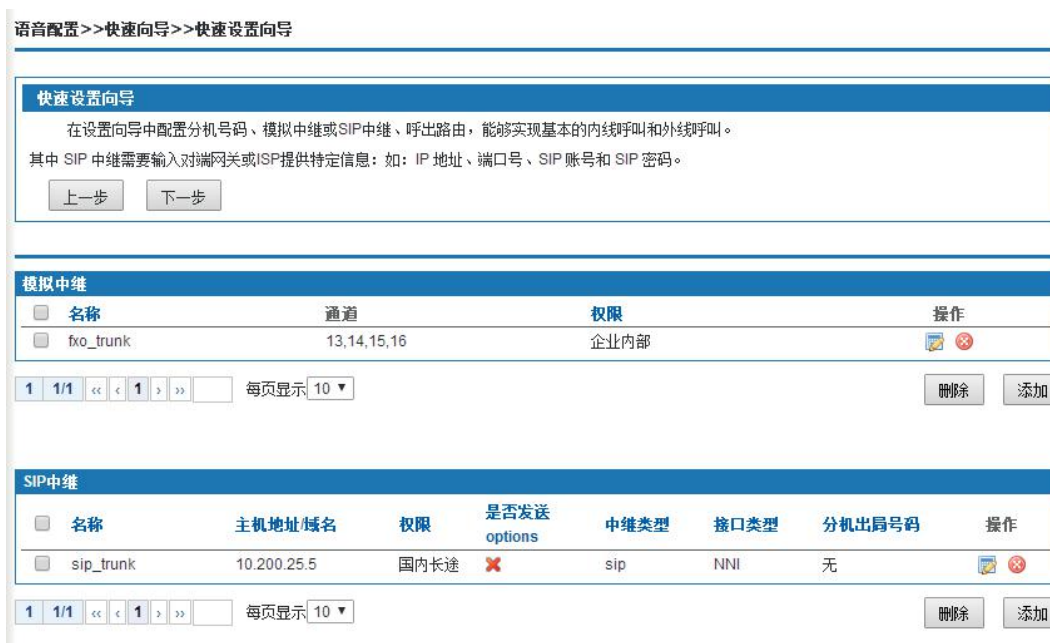 语音配置>>快速向导>>快速设置向导
快速设置向导
在设置向导中配置分机号码、模拟中继或SIP中继、呼出路由，能够实现基本的内线呼叫和外线呼叫。
其中 SIP 中继需要输入对端网关或ISP提供特定信息：如：IP 地址、端口号、SIP 账号和 SIP 密码。
上一步 下一步
模拟中继
名称 通道 权限 操作
fxo_trunk 13,14,15,16 企业内部
1 1/1 ‹‹ ‹ 1 › ›› 每页显示 10 ▼ 删除 添加
SIP中继
名称 主机地址/域名 权限 是否发送 中继类型 接口类型 分机出局号码 操作
options
sip_trunk 10.200.25.5 国内长途 sip NNI 无
1 1/1 ‹‹ ‹ 1 › ›› 每页显示 10 ▼ 删除 添加